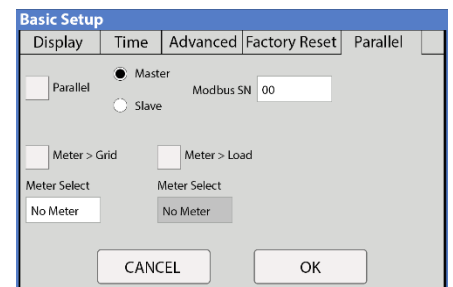 Basic Setup
Display Time Advanced Factory Reset Parallel
Parallel
Master
Slave
Modbus SN 00
Meter > Grid
Meter > Load
Meter Select
Meter Select
No Meter
No Meter
CANCEL
OK